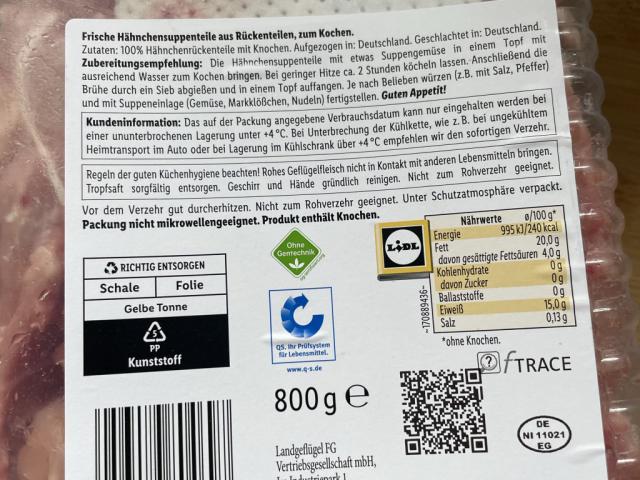 Frische Hähnchensuppenteile aus Rückenteilen, zum Kochen.
Zutaten: 100% Hähnchenrückenteile mit Knochen. Aufgezogen in: Deutschland. Geschlachtet in: Deutschland.
Zubereitungsempfehlung: Die Hähnchensuppenteile mit etwas Suppengemüse in einem Topf mit
ausreichend Wasser zum Kochen bringen. Bei geringer Hitze ca. 2 Stunden köcheln lassen. Anschließend die
Brühe durch ein Sieb abgießen und in einem Topf auffangen. Je nach Belieben würzen (z.B. mit Salz, Pfeffer)
und mit Suppeneinlage (Gemüse, Markklößchen, Nudeln) fertigstellen. Guten Appetit!
Kundeninformation: Das auf der Packung angegebene Verbrauchsdatum kann nur eingehalten werden bei
einer ununterbrochenen Lagerung unter +4°C. Bei Unterbrechung der Kühlkette, wie z. B. bei ungekühltem
Heimtransport im Auto oder bei Lagerung im Kühlschrank über +4°C empfehlen wir den sofortigen Verzehr.
Regeln der guten Küchenhygiene beachten! Rohes Geflügelfleisch nicht in Kontakt mit anderen Lebensmitteln bringen.
Tropfsaft sorgfältig entsorgen. Geschirr und Hände gründlich reinigen. Nicht zum Rohverzehr geeignet.
Vor dem Verzehr gut durcherhitzen. Nicht zum Rohverzehr geeignet. Unter Schutzatmosphäre verpackt.
Packung nicht mikrowellengeeignet. Produkt enthält Knochen.
Ohne
Gentechnik
LIDL
Nährwerte ø/100 g*
Energie 995 kJ/240 kcal
Fett 20,0 g
davon gesättigte Fettsäuren 4,0 g
Kohlenhydrate 0 g
davon Zucker 0 g
Ballaststoffe 0 g
Eiweiß 15,0 g
Salz 0,13 g
*ohne Knochen.
~170889436~
RICHTIG ENTSORGEN
Schale Folie
Gelbe Tonne
5
PP
Kunststoff
QS. Ihr Prüfsystem
für Lebensmittel.
www.q-s.de
? fTRACE
800 g e
DE
NI 11021
EG
Landgeflügel FG
Vertriebsgesellschaft mbH,